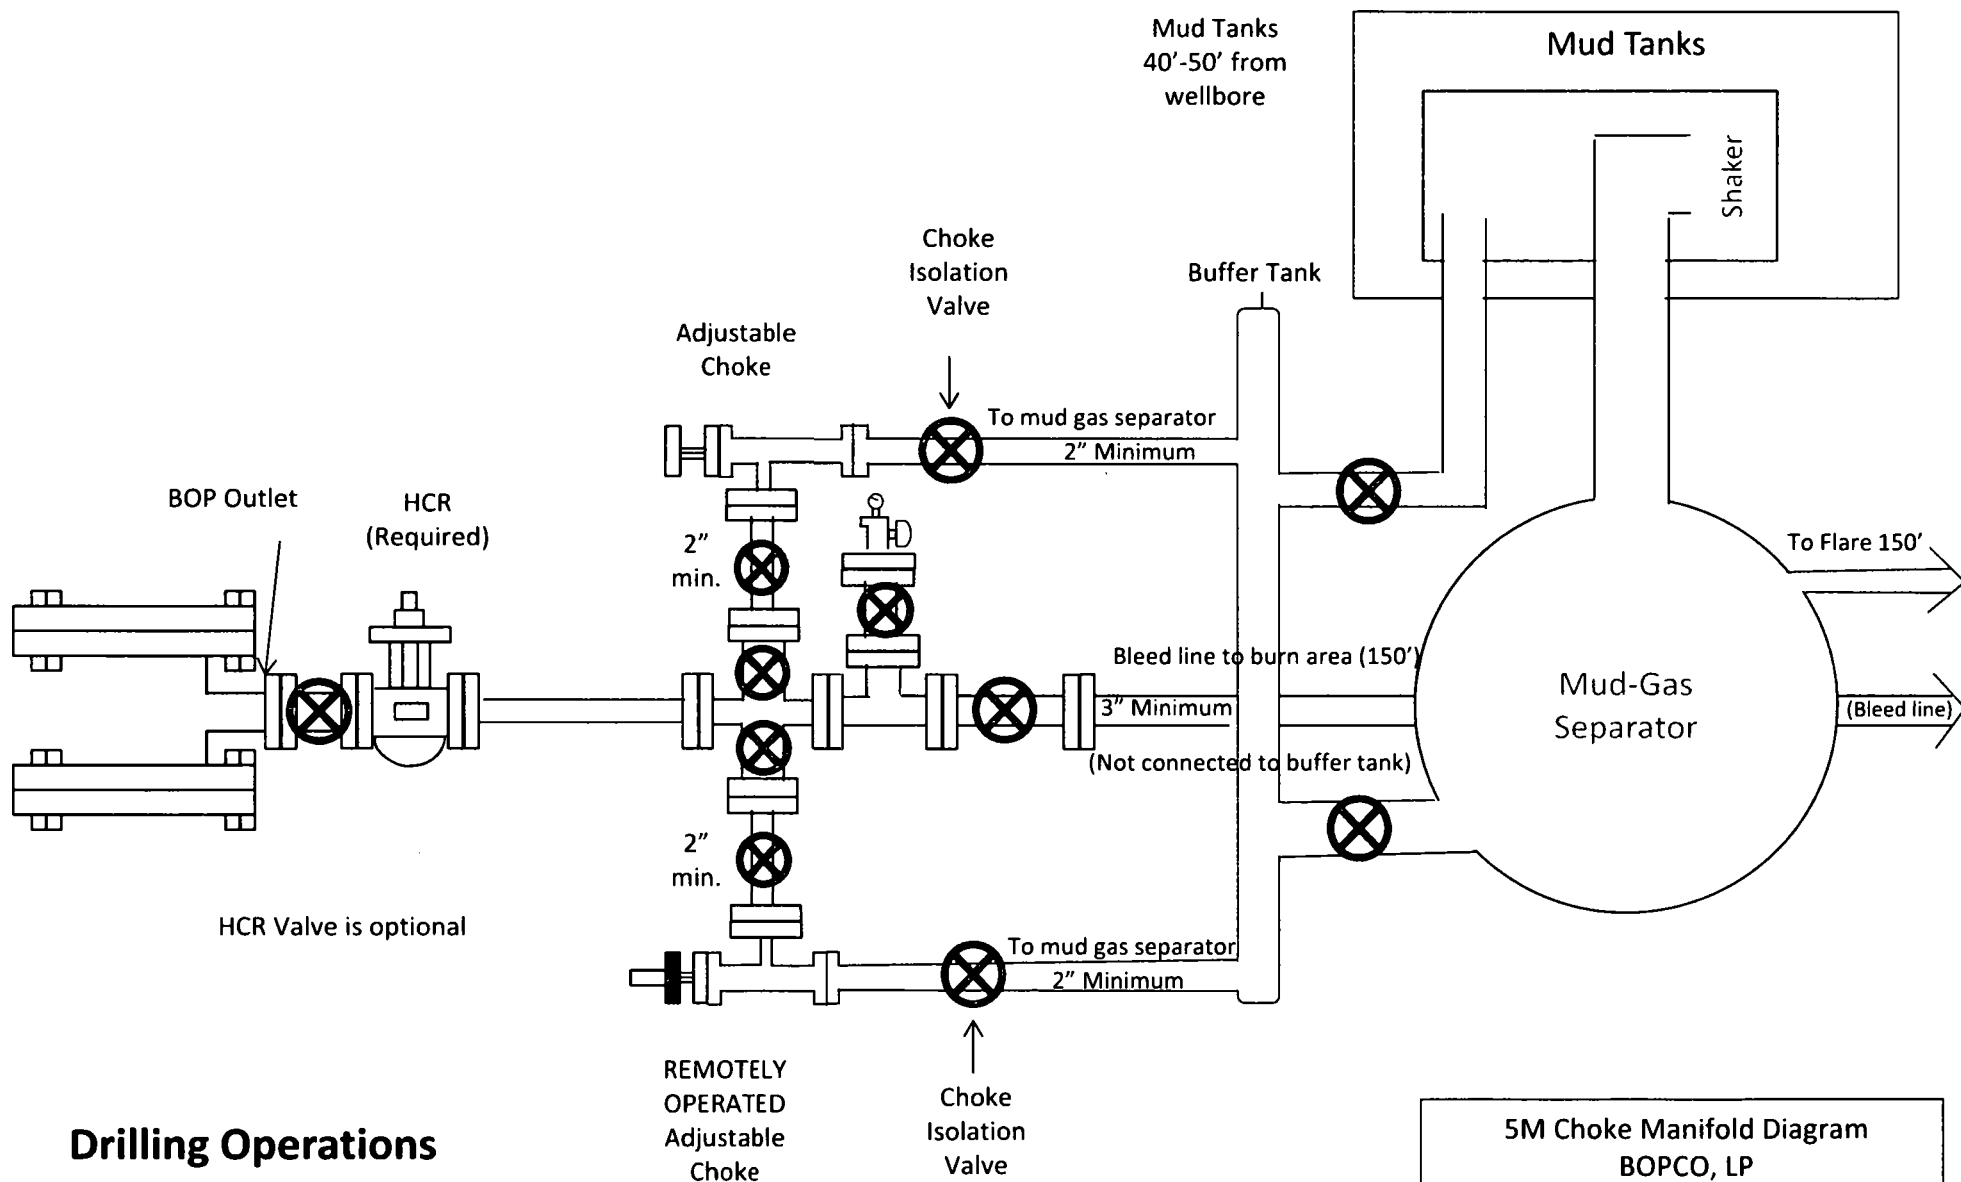 Mud Tanks
40'-50' from
wellbore
Mud Tanks
Shaker
Choke
Isolation
Valve
Buffer Tank
Adjustable
Choke
To mud gas separator
2" Minimum
BOP Outlet
HCR
(Required)
2"
min.
To Flare 150'
Bleed line to burn area (150')
3" Minimum
(Not connected to buffer tank)
Mud-Gas
Separator
(Bleed line)
2"
min.
HCR Valve is optional
To mud gas separator
2" Minimum
REMOTELY
OPERATED
Adjustable
Choke
Choke
Isolation
Valve
Drilling Operations
5M Choke Manifold Diagram
BOPCO, LP